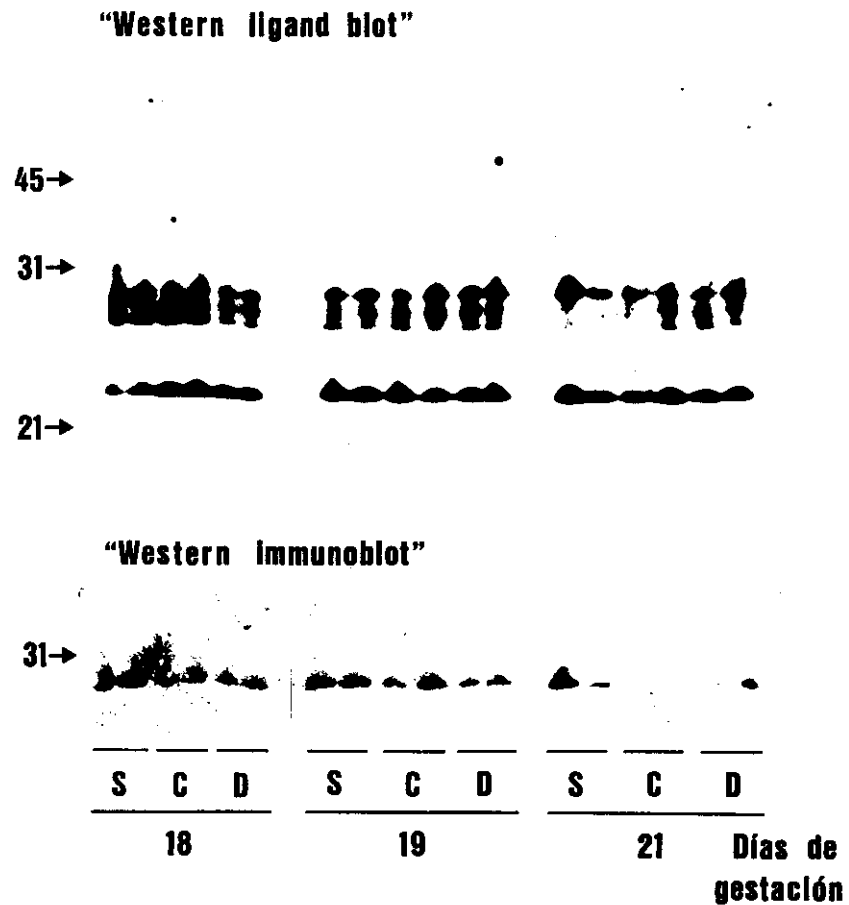 “Western ligand blot”
45→
31→
21→
“Western immunoblot”
31→
S C D S C D S C D
18 19 21 Días de
gestación